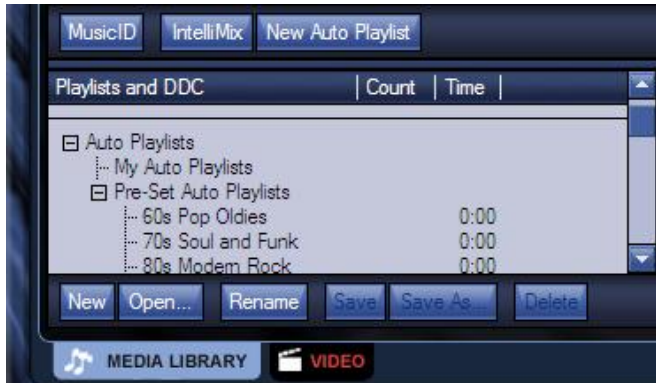 MusicID IntelliMix New Auto Playlist
Playlists and DDC Count Time
Auto Playlists
My Auto Playlists
Pre-Set Auto Playlists
60s Pop Oldies 0:00
70s Soul and Funk 0:00
80s Modern Rock 0:00
New Open... Rename Save Save As... Delete
MEDIA LIBRARY VIDEO